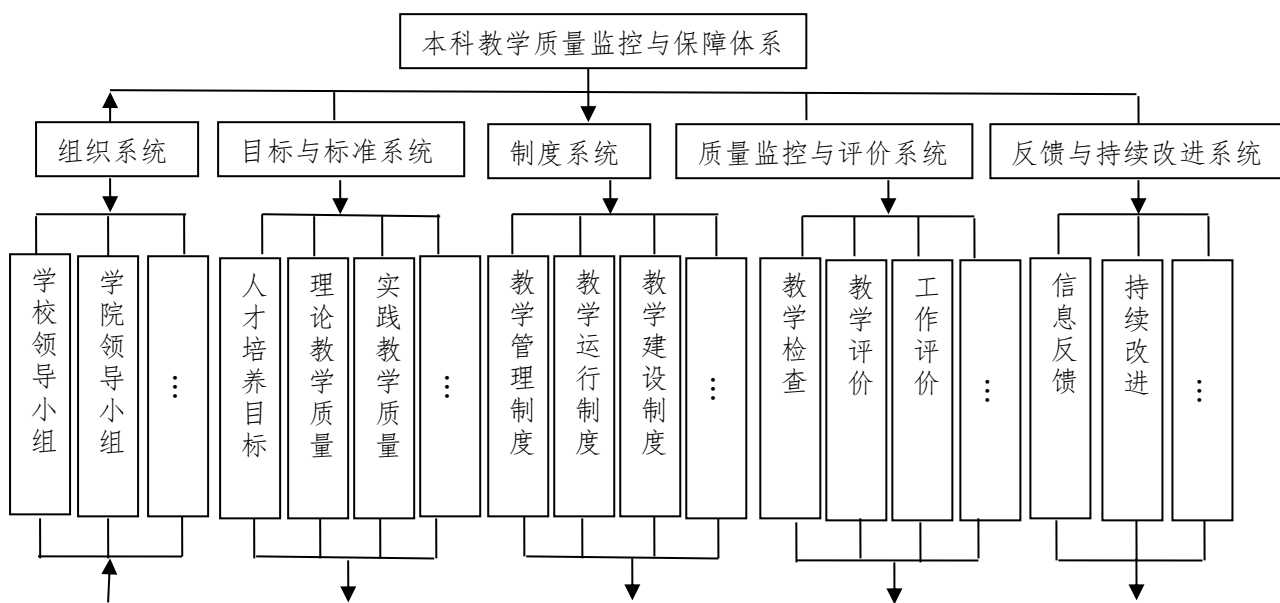 本科教学质量监控与保障体系
组织系统
目标与标准系统
制度系统
质量监控与评价系统
反馈与持续改进系统
学校领导小组
学院领导小组
…
人才培养目标
理论教学质量
实践教学质量
…
教学管理制度
教学运行制度
教学建设制度
…
教学检查
教学评价
工作评价
…
信息反馈
持续改进
…